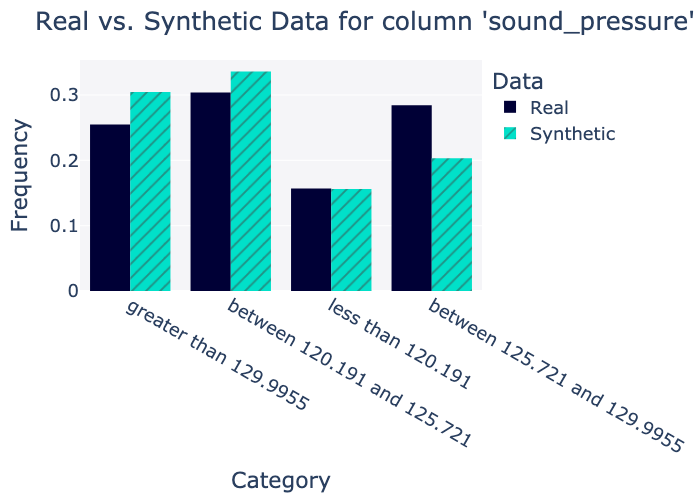 Real vs. Synthetic Data for column 'sound_pressure'
Data
Real
Synthetic
Frequency
0.3
0.2
0.1
0
greater than 129.9955
between 120.191 and 125.721
less than 120.191
between 125.721 and 129.9955
Category